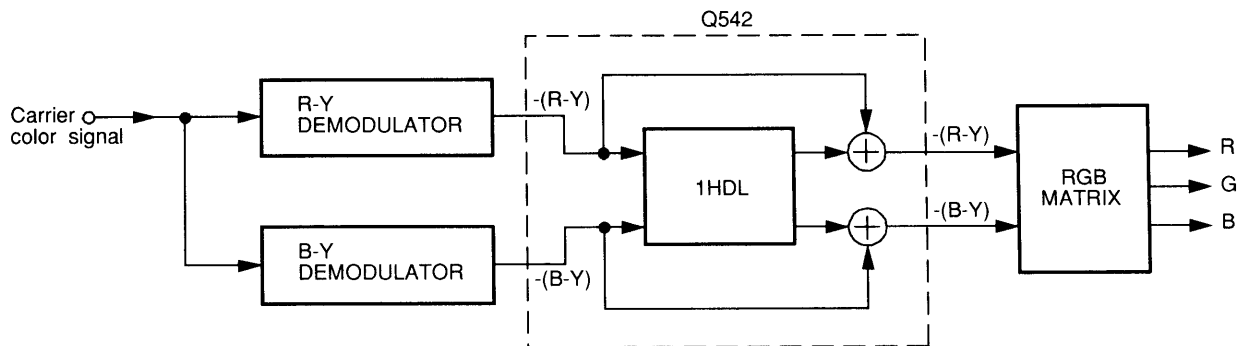 Q542
Carrier
color signal
R-Y
DEMODULATOR
-(R-Y)
1HDL
-(R-Y)
RGB
MATRIX
R
G
B
B-Y
DEMODULATOR
-(B-Y)
-(B-Y)